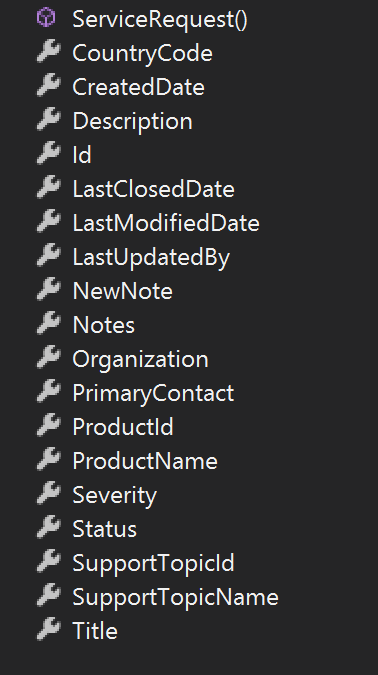 ServiceRequest()
CountryCode
CreatedDate
Description
Id
LastClosedDate
LastModifiedDate
LastUpdatedBy
NewNote
Notes
Organization
PrimaryContact
ProductId
ProductName
Severity
Status
SupportTopicId
SupportTopicName
Title